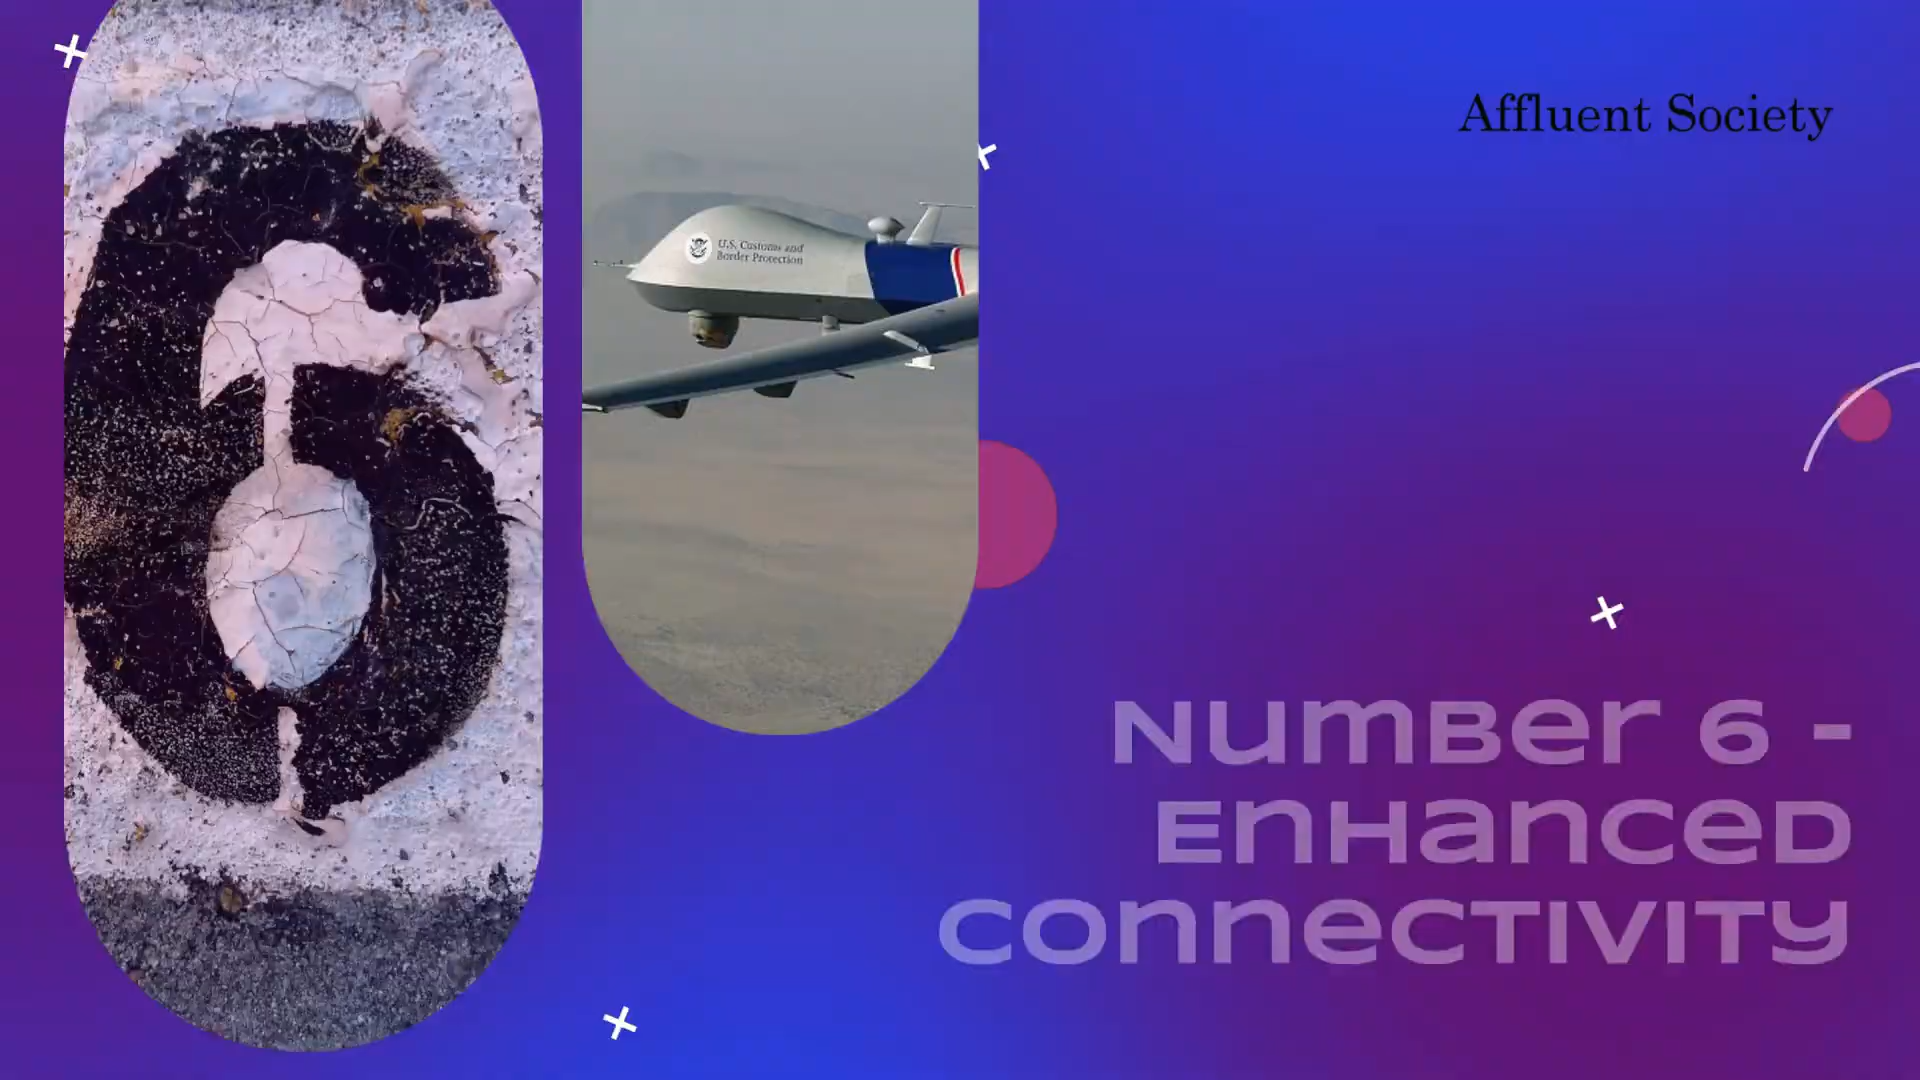 6
U.S. Customs and
Border Protection
Affluent Society
Number 6 -
Enhanced
Connectivity